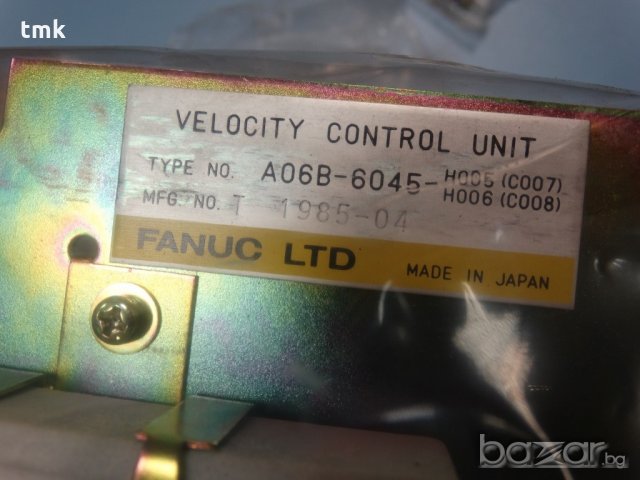 tmk
VELOCITY CONTROL UNIT
TYPE NO. A06B-6045- H005 (C007)
H006 (C008)
MFG. NO. T 1985-04
FANUC LTD MADE IN JAPAN
bazar.bg